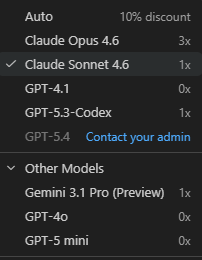 Auto 10% discount
Claude Opus 4.6 3x
Claude Sonnet 4.6 1x
GPT-4.1 0x
GPT-5.3-Codex 1x
GPT-5.4 Contact your admin
Other Models
Gemini 3.1 Pro (Preview) 1x
GPT-4o 0x
GPT-5 mini 0x